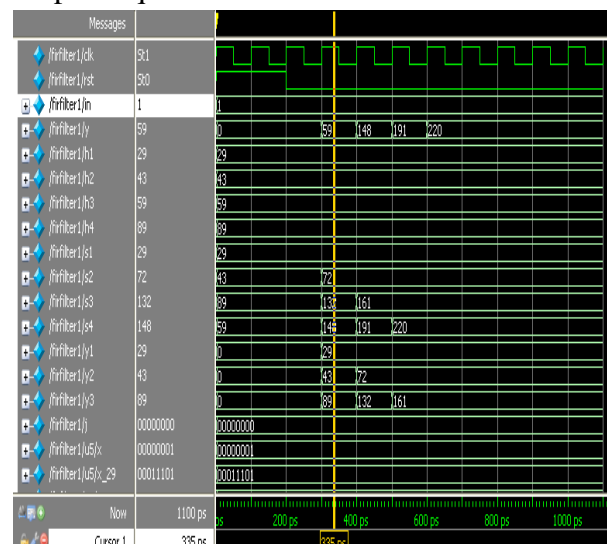 Messages
/firfilter1/clk St1
/firfilter1/rst St0
/firfilter1/in 1 1
/firfilter1/y 59 0 59 148 191 220
/firfilter1/h1 29 29
/firfilter1/h2 43 43
/firfilter1/h3 59 59
/firfilter1/h4 89 89
/firfilter1/s1 29 29
/firfilter1/s2 72 43 72
/firfilter1/s3 132 89 132 161
/firfilter1/s4 148 59 148 191 220
/firfilter1/y1 29 0 29
/firfilter1/y2 43 0 43 72
/firfilter1/y3 89 0 89 132 161
/firfilter1/j 00000000 00000000
/firfilter1/u5/x 00000001 00000001
/firfilter1/u5/x_29 00011101 00011101
Now 1100 ps ps 200 ps 400 ps 600 ps 800 ps 1000 ps
Cursor 1 335 ps 335 ps